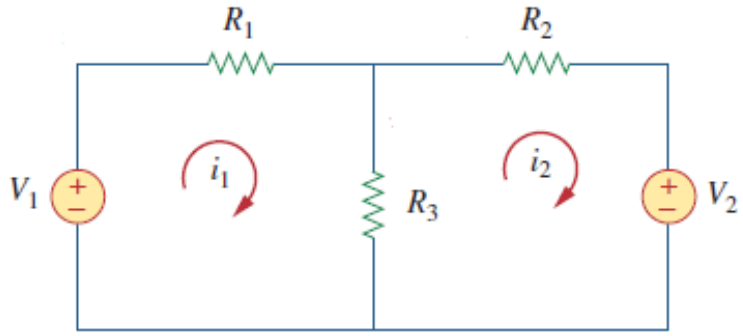 R₁ R₂
i₁ i₂
V₁ + − R₃ + − V₂